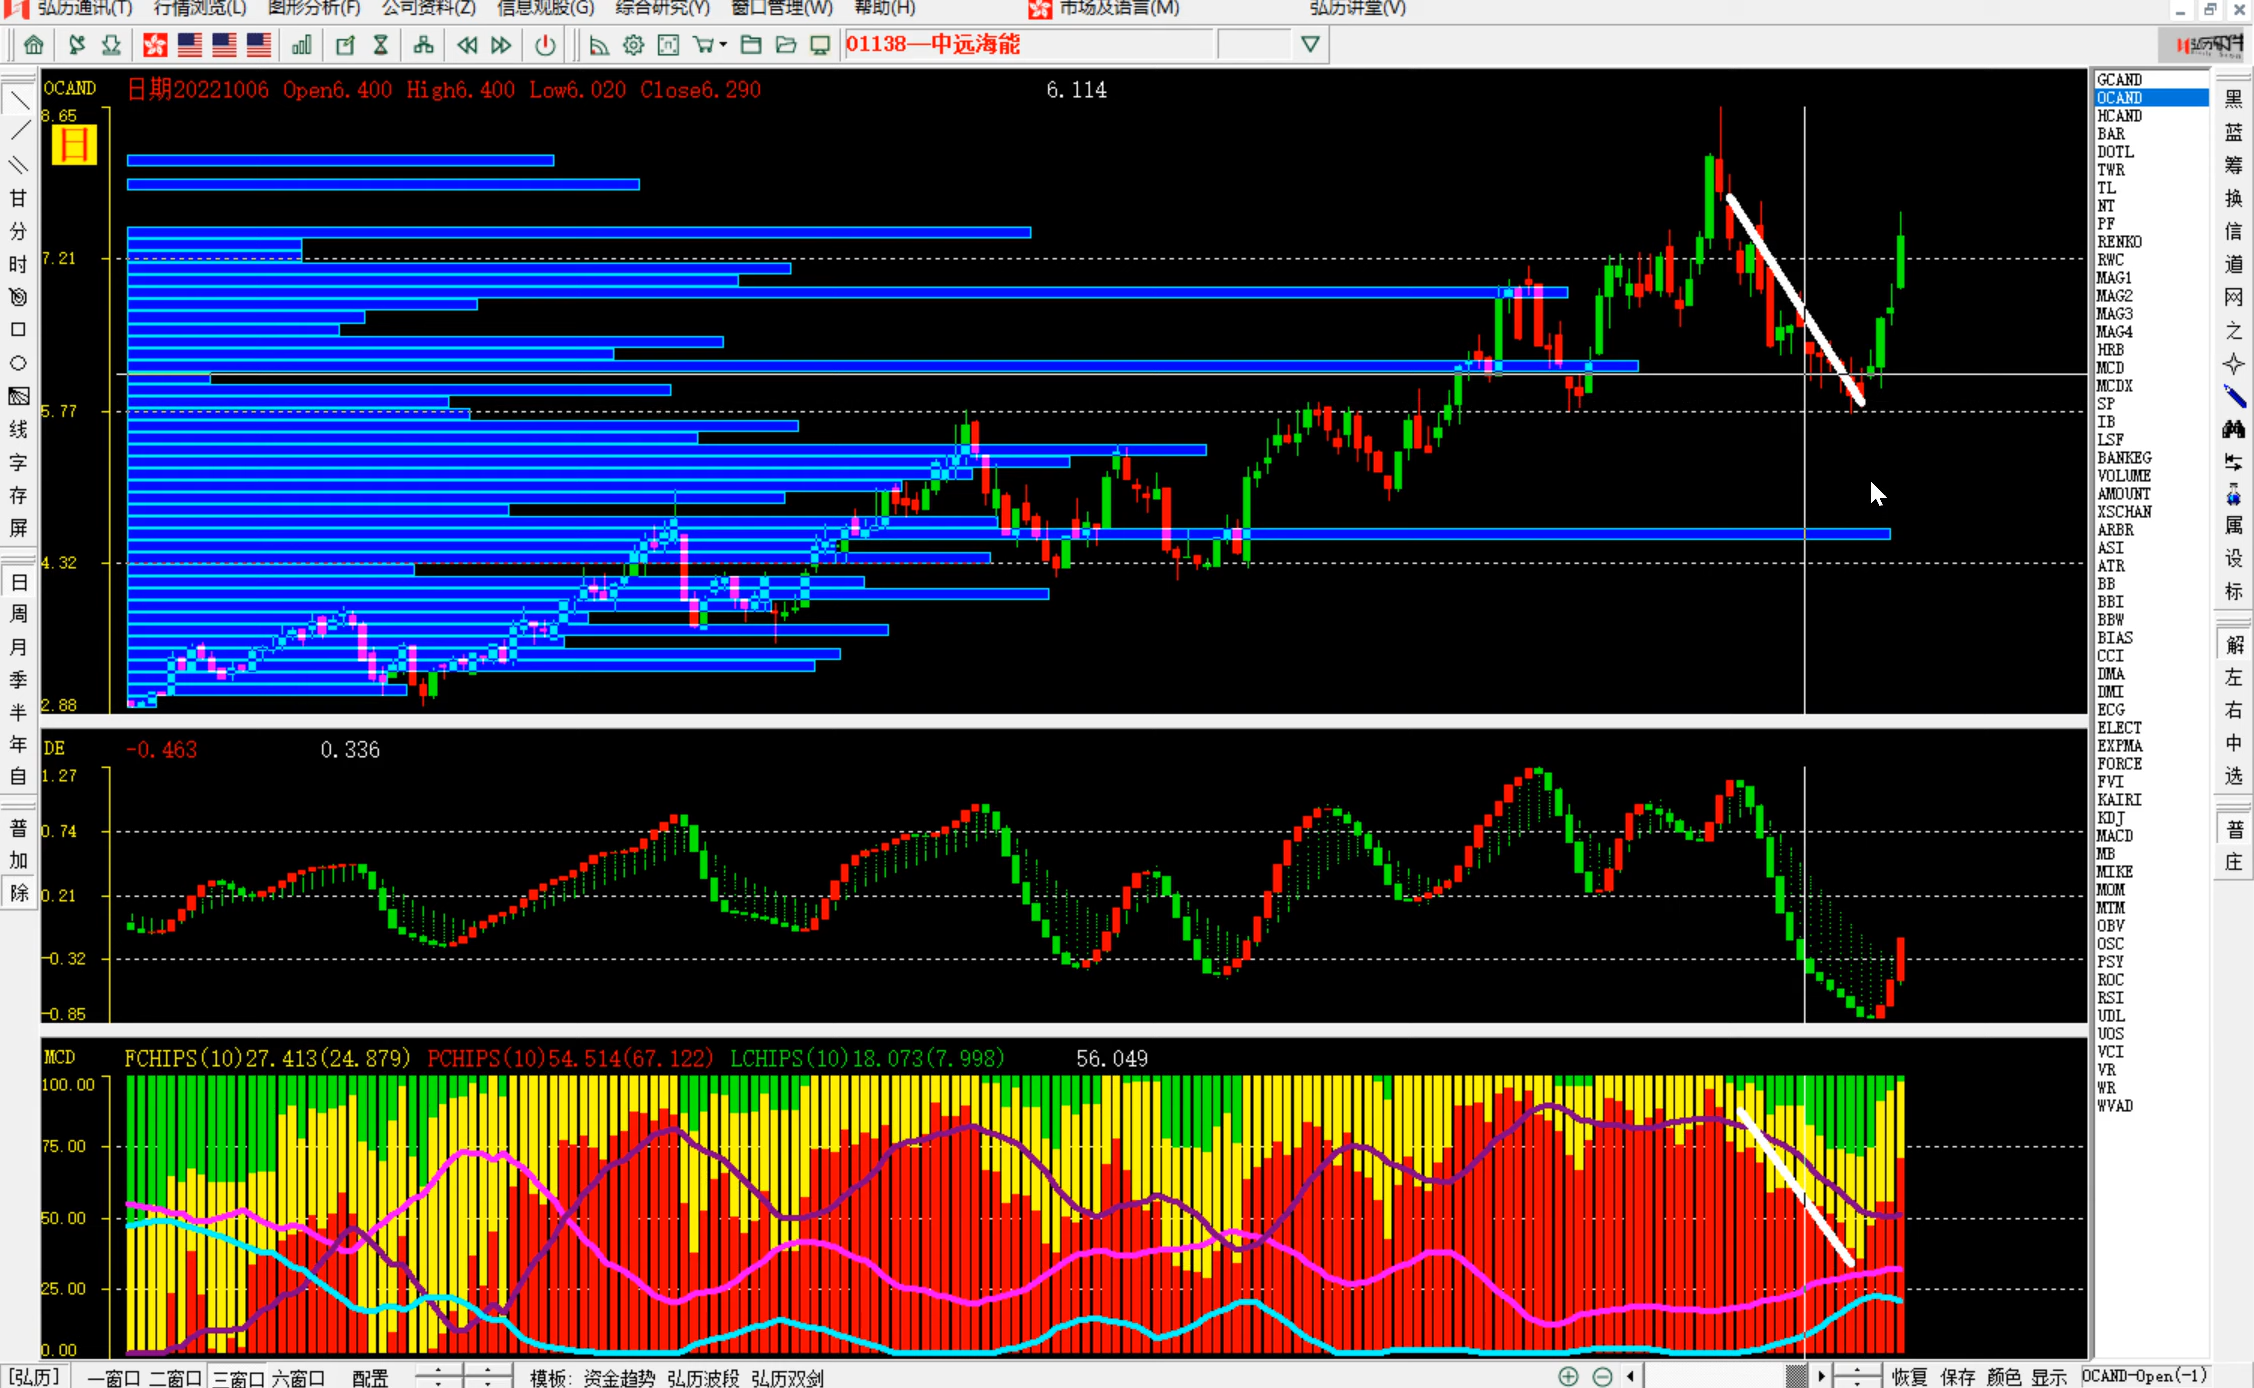 弘历通讯(T) 行情浏览(L) 图形分析(F) 公司资料(Z) 信息观股(G) 综合研究(Y) 窗口管理(W) 帮助(H) 市场及语言(M) 弘历讲堂(V)
01138—中远海能
OCAND 日期20221006 Open6.400 High6.400 Low6.020 Close6.290 6.114
8.65
日
7.21
5.77
4.32
2.88
DE -0.463 0.336
1.27
0.74
0.21
-0.32
-0.85
MCD FCHIPS(10)27.413(24.879) PCHIPS(10)54.514(67.122) LCHIPS(10)18.073(7.998) 56.049
100.00
75.00
50.00
25.00
0.00
甘
分
时
线
字
存
屏
日
周
月
季
半
年
自
普
加
除
GCAND
OCAND
HCAND
BAR
DOTL
TWR
TL
NT
PF
RENKO
RWC
MAG1
MAG2
MAG3
MAG4
HRB
MCD
MCDX
SP
IB
LSF
BANKEG
VOLUME
AMOUNT
XSCHAN
ARBR
ASI
ATR
BB
BBI
BBW
BIAS
CCI
DMA
DMI
ECG
ELECT
EXPMA
FORCE
FVI
KAIRI
KDJ
MACD
MB
MIKE
MOM
MTM
OBV
OSC
PSY
ROC
RSI
UDL
UOS
VCI
VR
WR
WVAD
黑
蓝
筹
换
信
道
网
之
属
设
标
解
左
右
中
选
普
庄
[弘历] 一窗口 二窗口 三窗口 六窗口 配置 模板: 资金趋势 弘历波段 弘历双剑 恢复 保存 颜色 显示 OCAND-Open(-1)